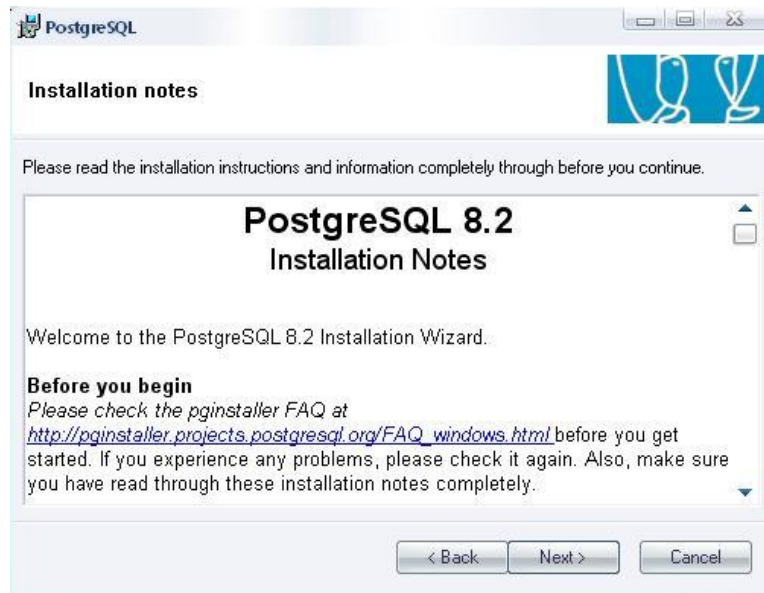 PostgreSQL
Installation notes
Please read the installation instructions and information completely through before you continue.
PostgreSQL 8.2
Installation Notes
Welcome to the PostgreSQL 8.2 Installation Wizard.
Before you begin
Please check the pginstaller FAQ at
http://pginstaller.projects.postgresql.org/FAQ_windows.html before you get
started. If you experience any problems, please check it again. Also, make sure
you have read through these installation notes completely.
< Back Next > Cancel